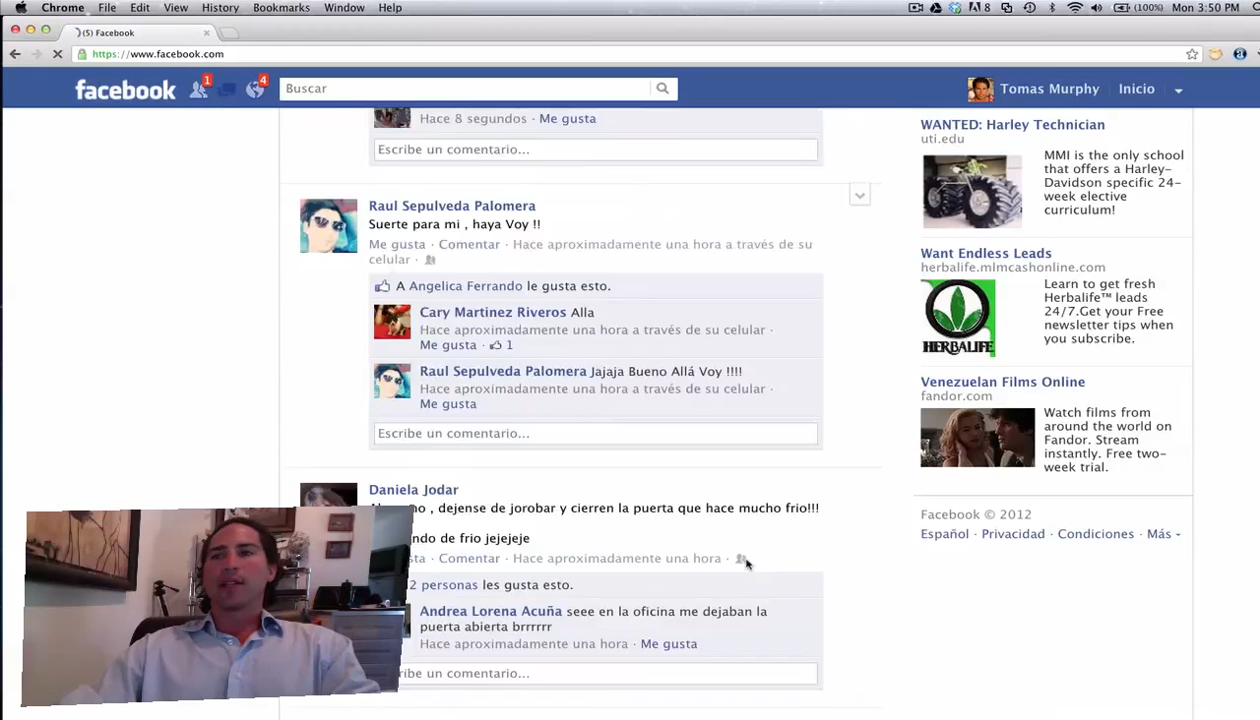 Chrome File Edit View History Bookmarks Window Help
8 (100%) Mon 3:50 PM
(5) Facebook
https://www.facebook.com
facebook 1 4 Buscar Tomas Murphy Inicio
Hace 8 segundos · Me gusta
Escribe un comentario...
Raul Sepulveda Palomera
Suerte para mi , haya Voy !!
Me gusta · Comentar · Hace aproximadamente una hora a través de su
celular ·
A Angelica Ferrando le gusta esto.
Cary Martinez Riveros Alla
Hace aproximadamente una hora a través de su celular ·
Me gusta · 1
Raul Sepulveda Palomera Jajaja Bueno Allá Voy !!!!
Hace aproximadamente una hora a través de su celular ·
Me gusta
Escribe un comentario...
Daniela Jodar
, dejense de jorobar y cierren la puerta que hace mucho frio!!!
ando de frio jejejeje
sta · Comentar · Hace aproximadamente una hora ·
2 personas les gusta esto.
Andrea Lorena Acuña seee en la oficina me dejaban la
puerta abierta brrrrrr
Hace aproximadamente una hora · Me gusta
ribe un comentario...
WANTED: Harley Technician
uti.edu
MMI is the only school
that offers a Harley-
Davidson specific 24-
week elective
curriculum!
Want Endless Leads
herbalife.mlmcashonline.com
Learn to get fresh
Herbalife™ leads
24/7.Get your Free
newsletter tips when
you subscribe.
HERBALIFE
Venezuelan Films Online
fandor.com
Watch films from
around the world on
Fandor. Stream
instantly. Free two-
week trial.
Facebook © 2012
Español · Privacidad · Condiciones · Más